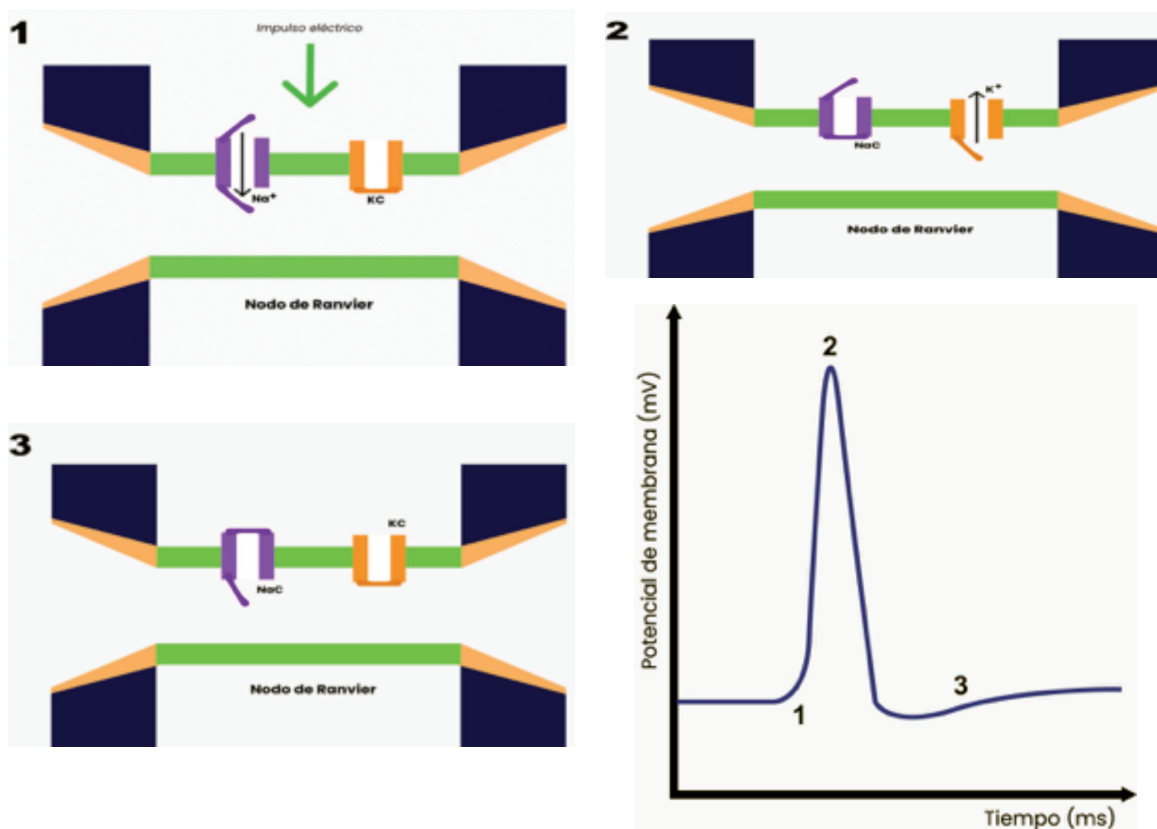 1
Impulso eléctrico
Na⁺
KC
Nodo de Ranvier
2
K⁺
NaC
Nodo de Ranvier
3
KC
NaC
Nodo de Ranvier
Potencial de membrana (mV)
2
1
3
Tiempo (ms)